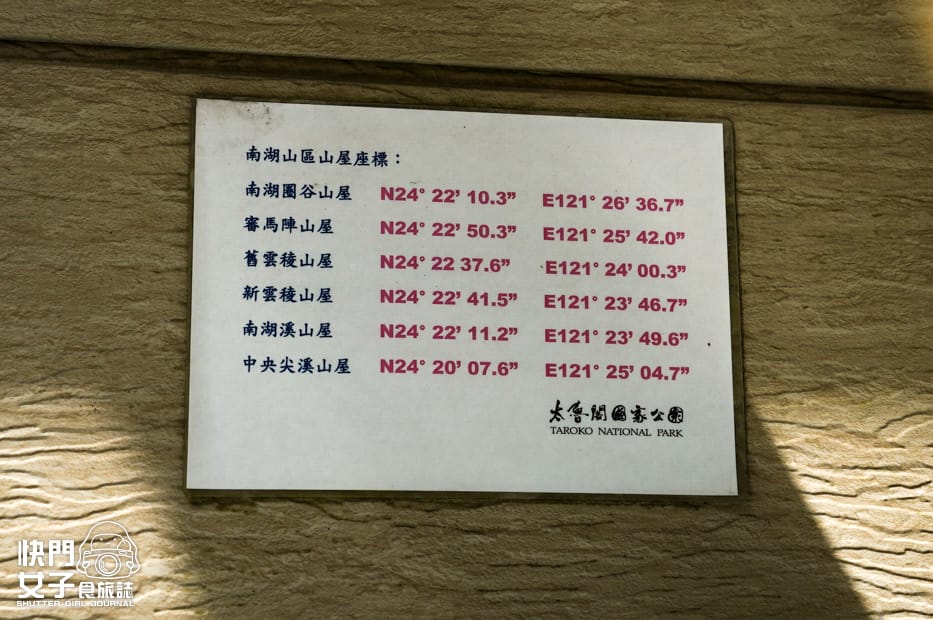 南湖山區山屋座標：
南湖圈谷山屋 N24° 22’ 10.3” E121° 26’ 36.7”
審馬陣山屋 N24° 22’ 50.3” E121° 25’ 42.0”
舊雲稜山屋 N24° 22 37.6” E121° 24’ 00.3”
新雲稜山屋 N24° 22’ 41.5” E121° 23’ 46.7”
南湖溪山屋 N24° 22’ 11.2” E121° 23’ 49.6”
中央尖溪山屋 N24° 20’ 07.6” E121° 25’ 04.7”
太魯閣國家公園
TAROKO NATIONAL PARK
快門
女子食旅誌
SHUTTER GIRL JOURNAL